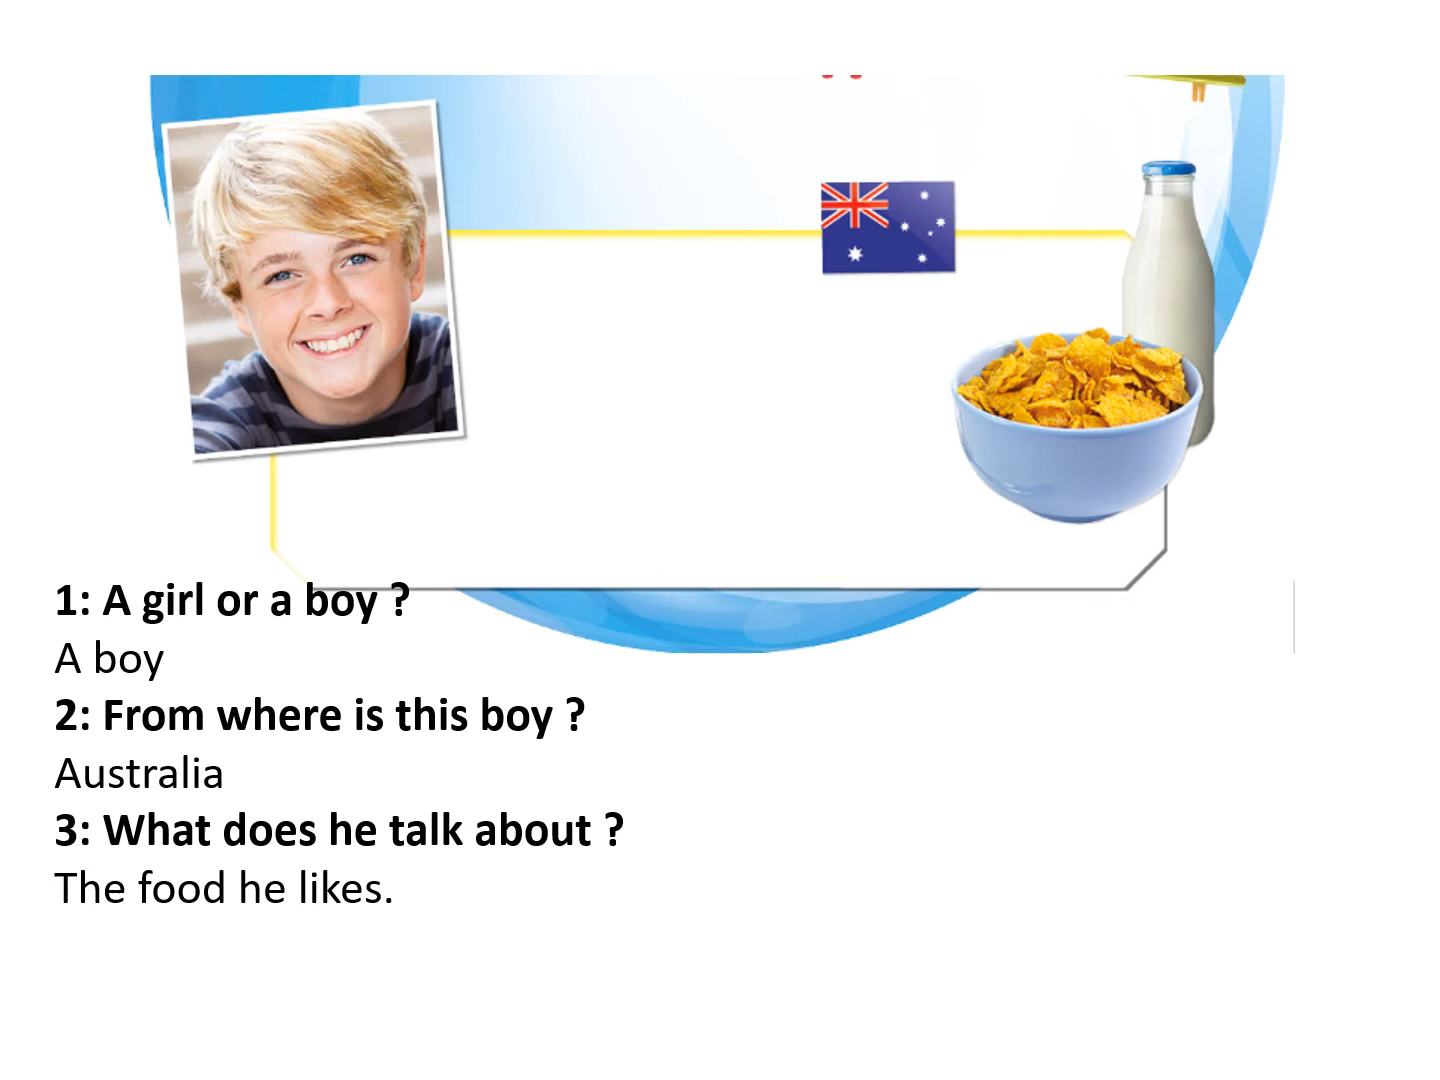 1: A girl or a boy ?
A boy
2: From where is this boy ?
Australia
3: What does he talk about ?
The food he likes.